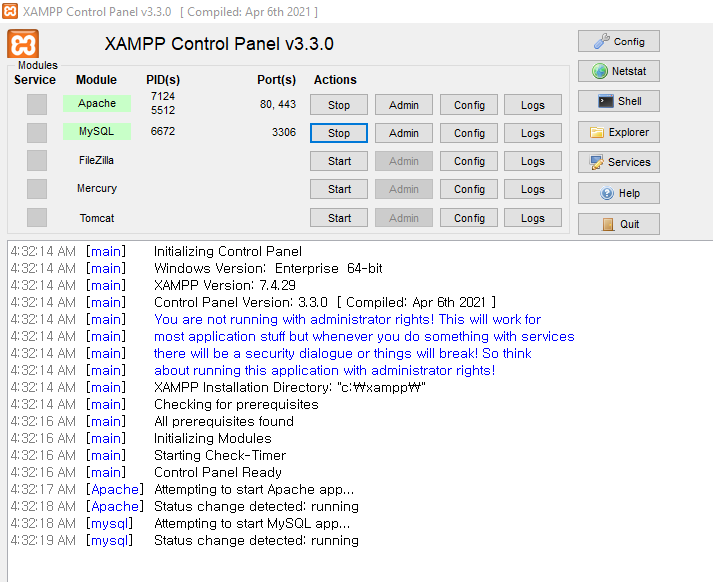 XAMPP Control Panel v3.3.0 [ Compiled: Apr 6th 2021 ]
XAMPP Control Panel v3.3.0
Config
Modules
Service Module PID(s) Port(s) Actions
Netstat
Apache 7124 5512 80, 443 Stop Admin Config Logs
Shell
MySQL 6672 3306 Stop Admin Config Logs
Explorer
FileZilla Start Admin Config Logs
Services
Mercury Start Admin Config Logs
Help
Tomcat Start Admin Config Logs
Quit
4:32:14 AM [main] Initializing Control Panel
4:32:14 AM [main] Windows Version: Enterprise 64-bit
4:32:14 AM [main] XAMPP Version: 7.4.29
4:32:14 AM [main] Control Panel Version: 3.3.0 [ Compiled: Apr 6th 2021 ]
4:32:14 AM [main] You are not running with administrator rights! This will work for
4:32:14 AM [main] most application stuff but whenever you do something with services
4:32:14 AM [main] there will be a security dialogue or things will break! So think
4:32:14 AM [main] about running this application with administrator rights!
4:32:14 AM [main] XAMPP Installation Directory: "c:₩xampp₩"
4:32:14 AM [main] Checking for prerequisites
4:32:16 AM [main] All prerequisites found
4:32:16 AM [main] Initializing Modules
4:32:16 AM [main] Starting Check-Timer
4:32:16 AM [main] Control Panel Ready
4:32:17 AM [Apache] Attempting to start Apache app...
4:32:18 AM [Apache] Status change detected: running
4:32:18 AM [mysql] Attempting to start MySQL app...
4:32:19 AM [mysql] Status change detected: running